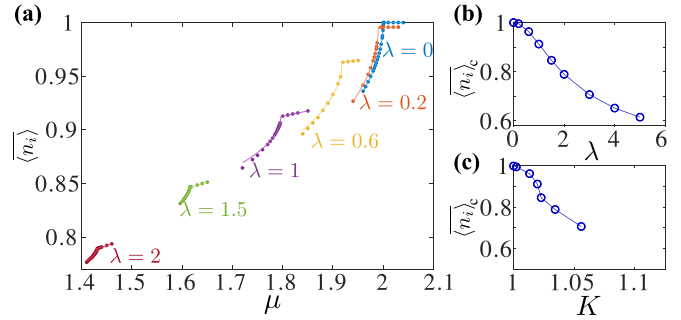 (a)
1
0.95
0.9
0.85
0.8
⟨n_i⟩
λ = 0
λ = 0.2
λ = 0.6
λ = 1
λ = 1.5
λ = 2
1.4 1.5 1.6 1.7 1.8 1.9 2 2.1
μ
(b)
1
0.8
0.6
⟨n_i⟩_c
0 2 4 6
λ
(c)
1
0.8
0.6
⟨n_i⟩_c
1 1.05 1.1
K